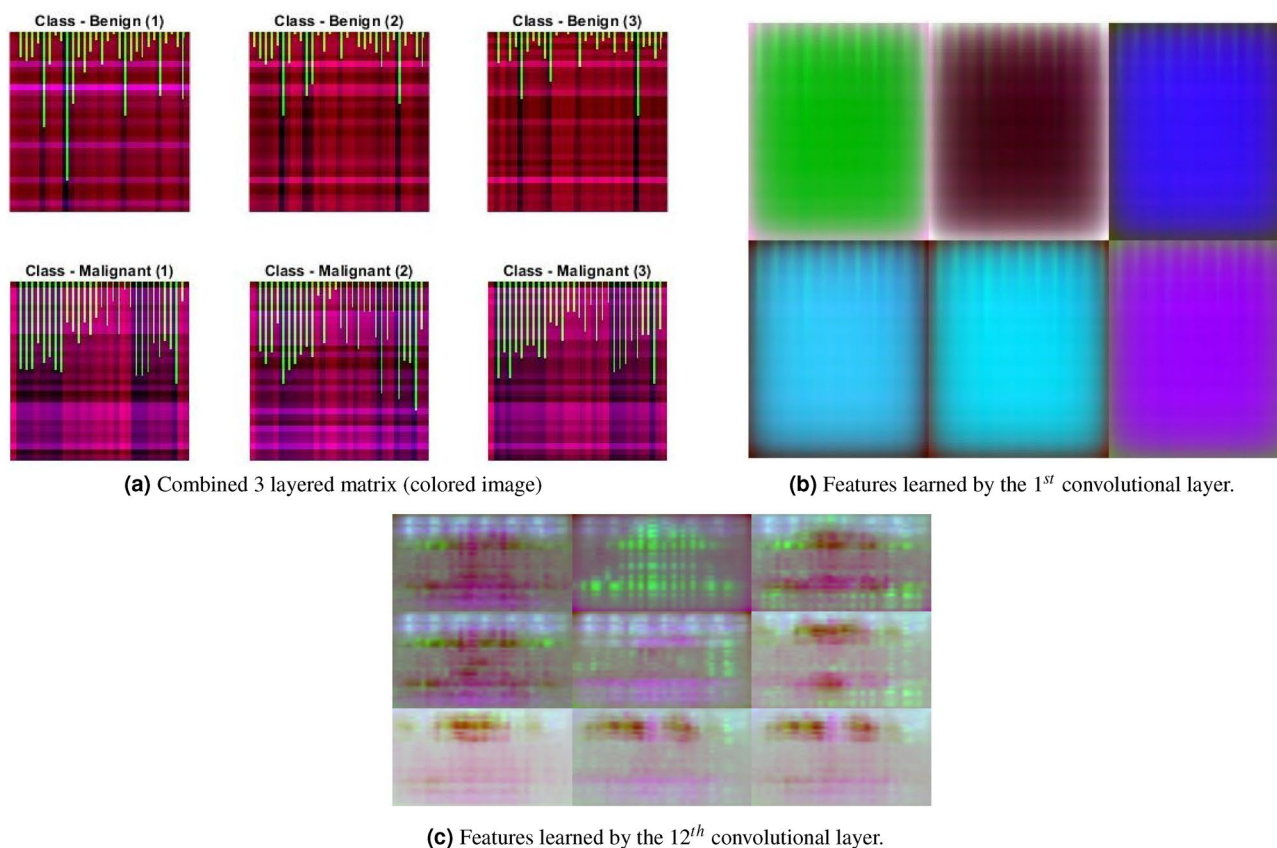 Class - Benign (1)
Class - Benign (2)
Class - Benign (3)
Class - Malignant (1)
Class - Malignant (2)
Class - Malignant (3)
(a) Combined 3 layered matrix (colored image)
(b) Features learned by the 1st convolutional layer.
(c) Features learned by the 12th convolutional layer.